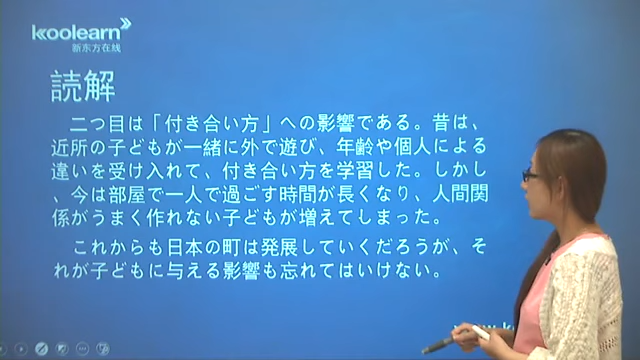 koolearn
新东方在线
読解
二つ目は「付き合い方」への影響である。昔は、
近所の子どもが一緒に外で遊び、年齢や個人による
違いを受け入れて、付き合い方を学習した。しかし
、今は部屋で一人で過ごす時間が長くなり、人間関
係がうまく作れない子どもが増えてしまった。
これからも日本の町は発展していくだろうが、そ
れが子どもに与える影響も忘れてはいけない。